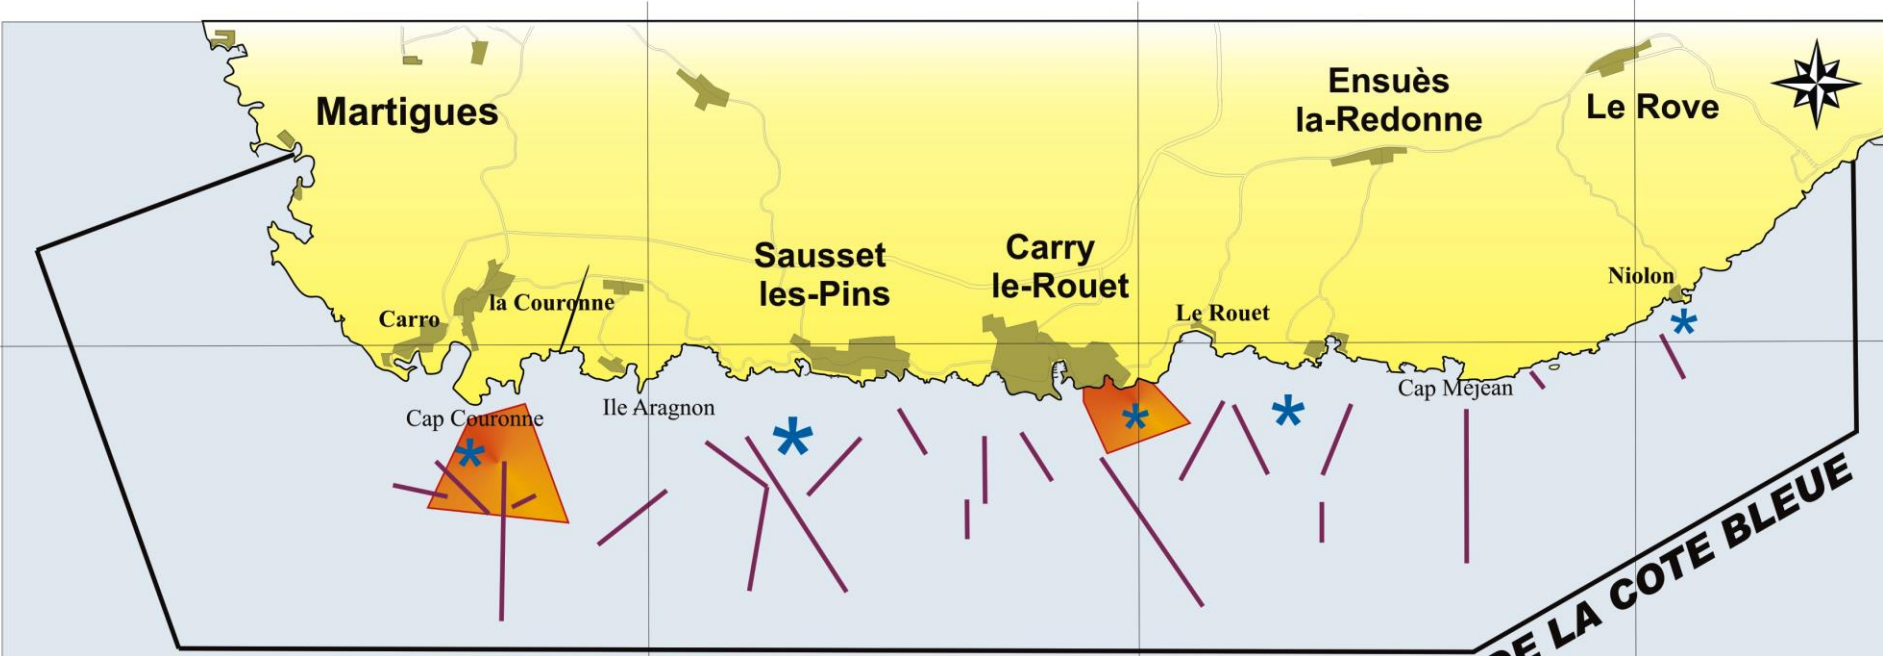 Martigues
Ensuès
la-Redonne
Le Rove
Sausset
les-Pins
Carry
le-Rouet
Niolon
la Couronne
Carro
Le Rouet
Cap Couronne
Ile Aragnon
Cap Méjean
DE LA COTE BLEUE